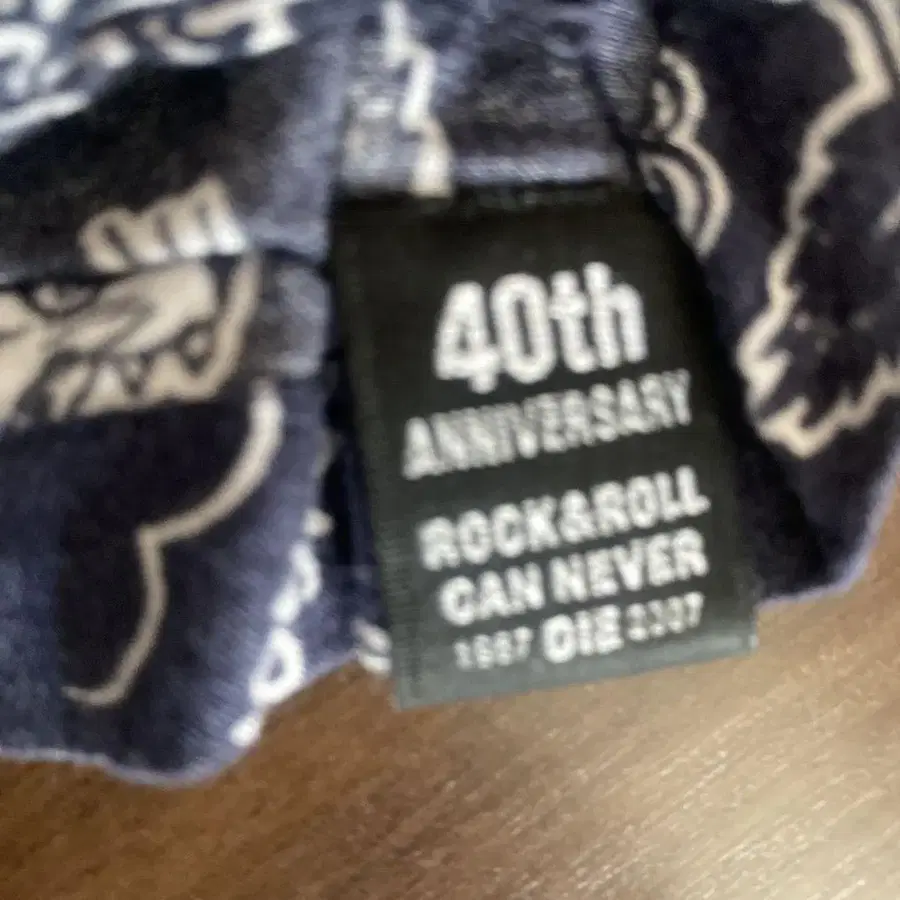 40th
ANNIVERSARY
ROCK&ROLL
CAN NEVER
1967 DIE 2007